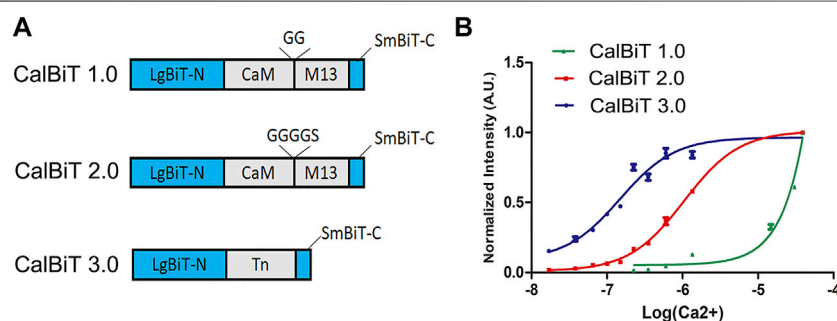 A
GG
SmBiT-C
CalBiT 1.0
LgBiT-N
CaM
M13
GGGGS
SmBiT-C
CalBiT 2.0
LgBiT-N
CaM
M13
SmBiT-C
CalBiT 3.0
LgBiT-N
Tn
B
CalBiT 1.0
CalBiT 2.0
CalBiT 3.0
Normalized Intensity (A.U.)
1.5
1.0
0.5
0.0
-8
-7
-6
-5
-4
Log(Ca2+)